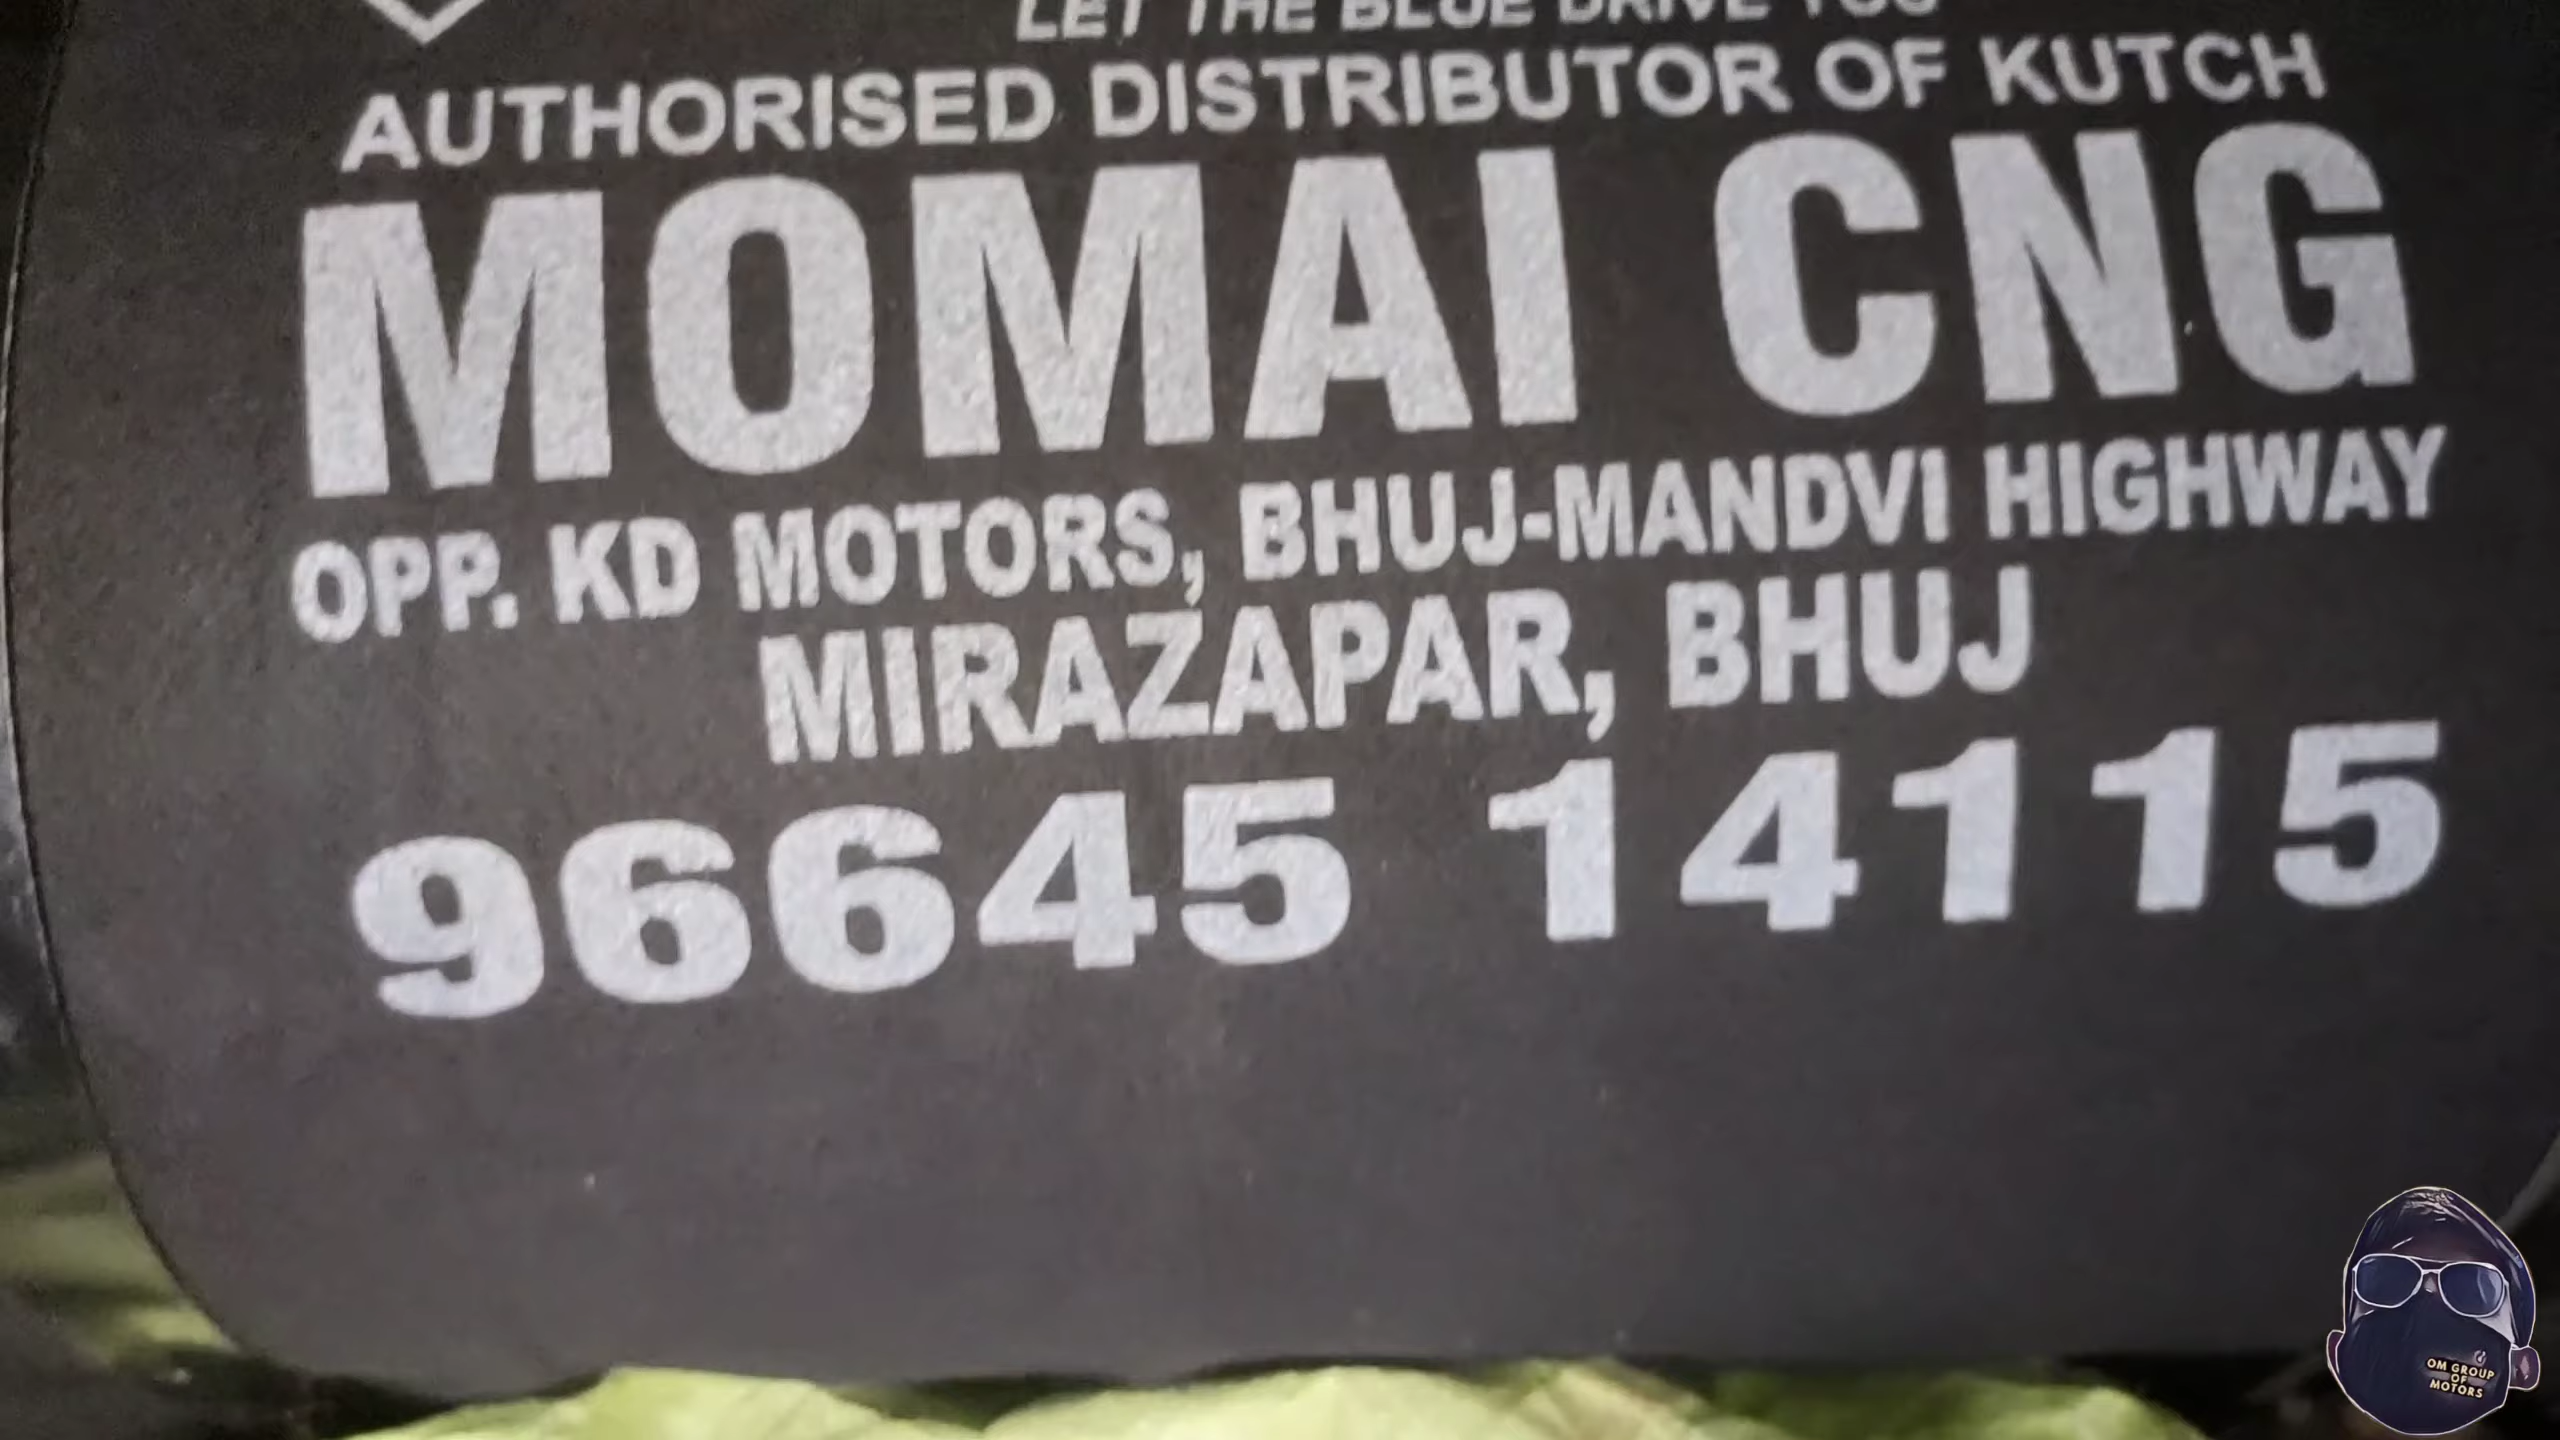 LET THE BLUE DRIVE YOU
AUTHORISED DISTRIBUTOR OF KUTCH
MOMAI CNG
OPP. KD MOTORS, BHUJ-MANDVI HIGHWAY
MIRAZAPAR, BHUJ
96645 14115
OM GROUP
OF
MOTORS